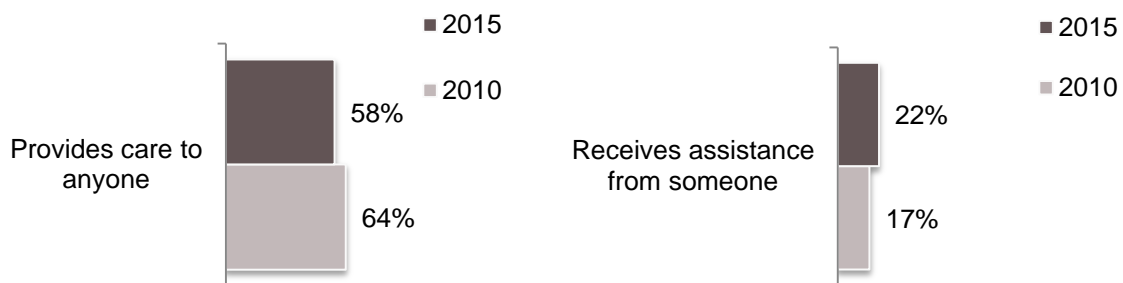 2015
2010
58%
Provides care to
anyone
64%
2015
2010
22%
Receives assistance
from someone
17%